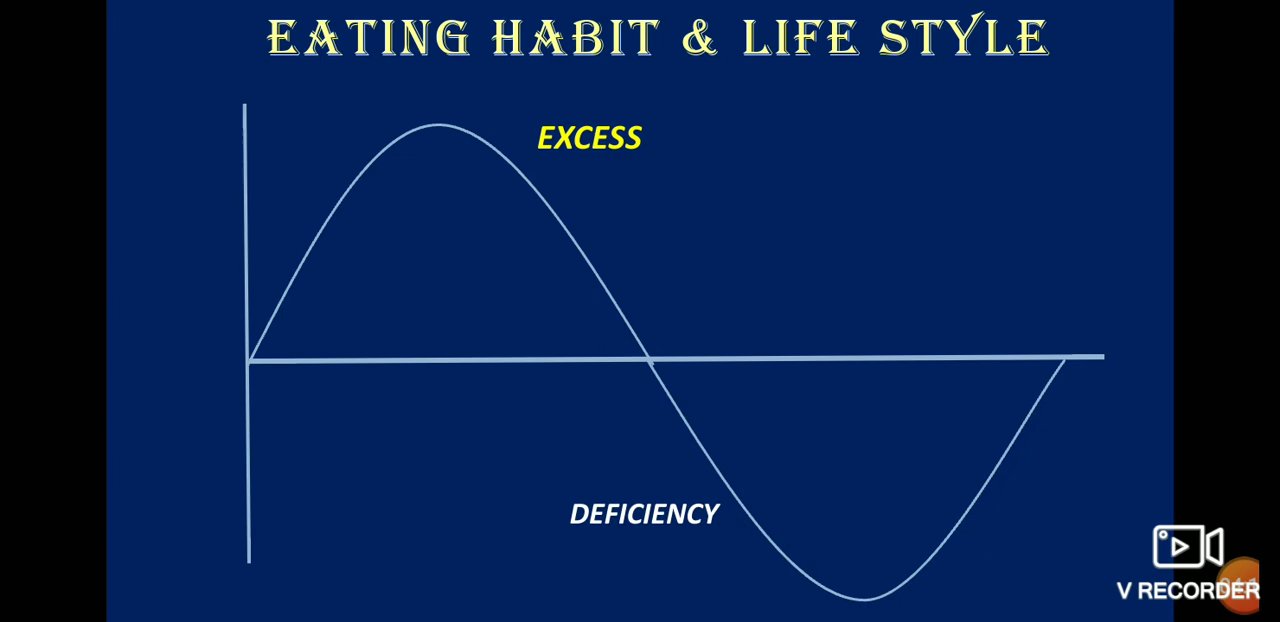 EATING HABIT & LIFE STYLE
EXCESS
DEFICIENCY
V RECORDER